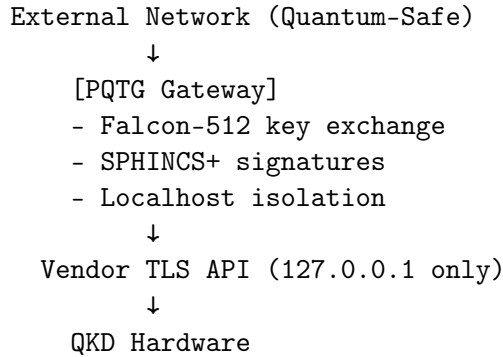 External Network (Quantum-Safe)
↓
[PQTG Gateway]
- Falcon-512 key exchange
- SPHINCS+ signatures
- Localhost isolation
↓
Vendor TLS API (127.0.0.1 only)
↓
QKD Hardware